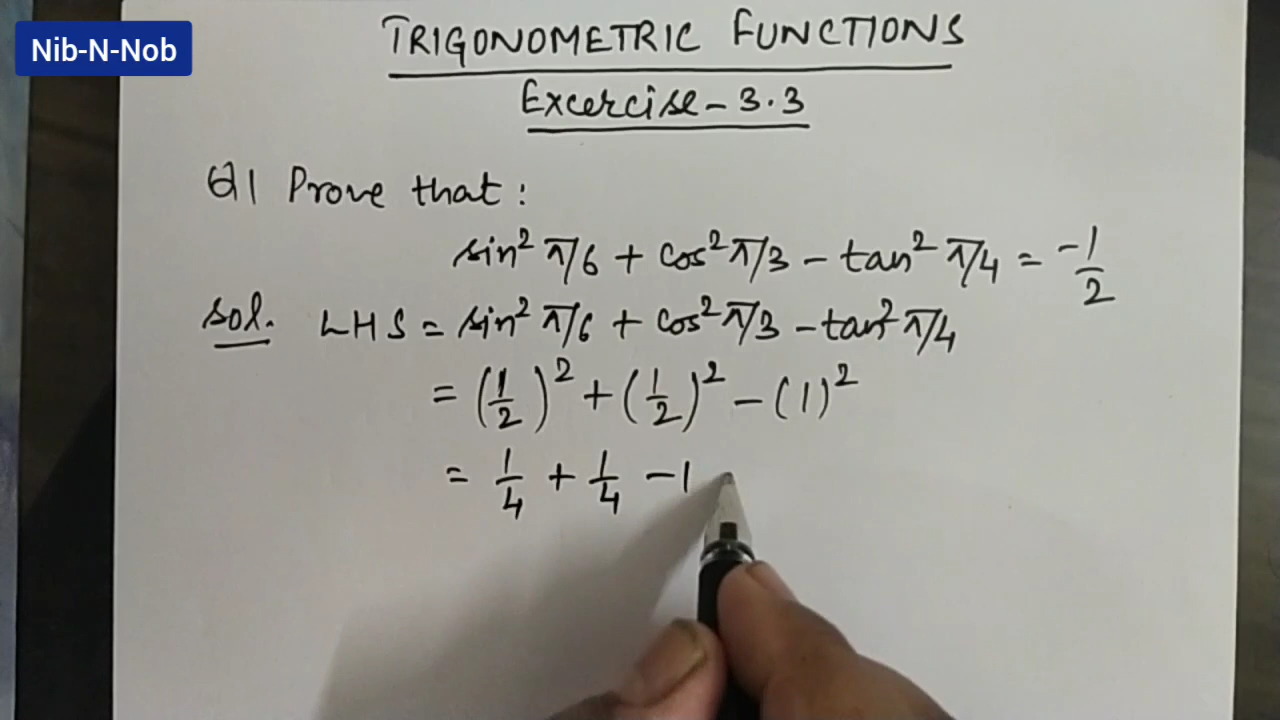 Nib-N-Nob
TRIGONOMETRIC FUNCTIONS
Excercise - 3.3
Q1 Prove that :
sin² π/6 + cos² π/3 - tan² π/4 = -1/2
Sol. LHS = sin² π/6 + cos² π/3 - tan² π/4
= (1/2)² + (1/2)² - (1)²
= 1/4 + 1/4 - 1